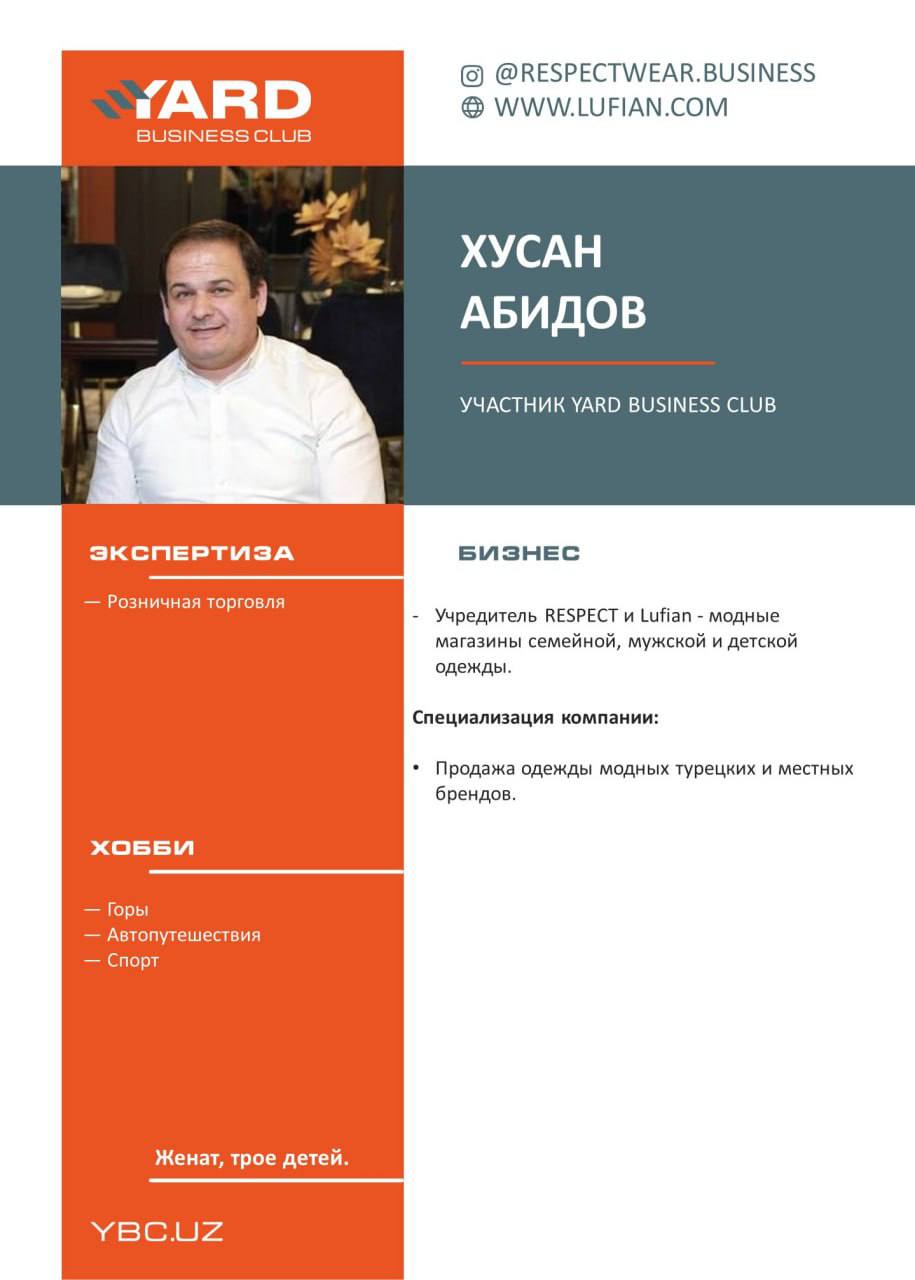 YARD
BUSINESS CLUB
@RESPECTWEAR.BUSINESS
WWW.LUFIAN.COM
ХУСАН
АБИДОВ
УЧАСТНИК YARD BUSINESS CLUB
ЭКСПЕРТИЗА
— Розничная торговля
ХОББИ
— Горы
— Автопутешествия
— Спорт
Женат, трое детей.
YBC.UZ
БИЗНЕС
- Учредитель RESPECT и Lufian - модные
магазины семейной, мужской и детской
одежды.
Специализация компании:
• Продажа одежды модных турецких и местных
брендов.